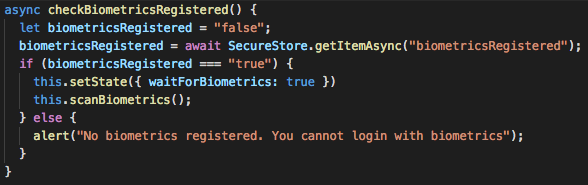 async checkBiometricsRegistered() {
let biometricsRegistered = "false";
biometricsRegistered = await SecureStore.getItemAsync("biometricsRegistered");
if (biometricsRegistered === "true") {
this.setState({ waitForBiometrics: true })
this.scanBiometrics();
} else {
alert("No biometrics registered. You cannot login with biometrics");
}
}